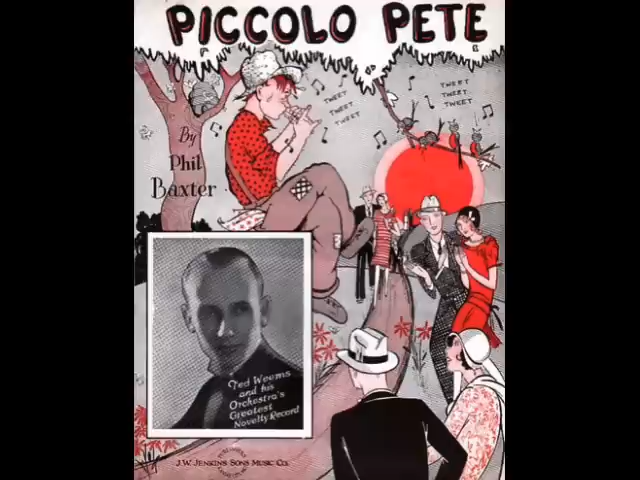 PICCOLO PETE
TWEET
TWEET
TWEET
TWEET
TWEET
TWEET
By
Phil
Baxter
Ted Weems
and his
Orchestra's
Greatest
Novelty Record
J.W. JENKINS SONS MUSIC CO.